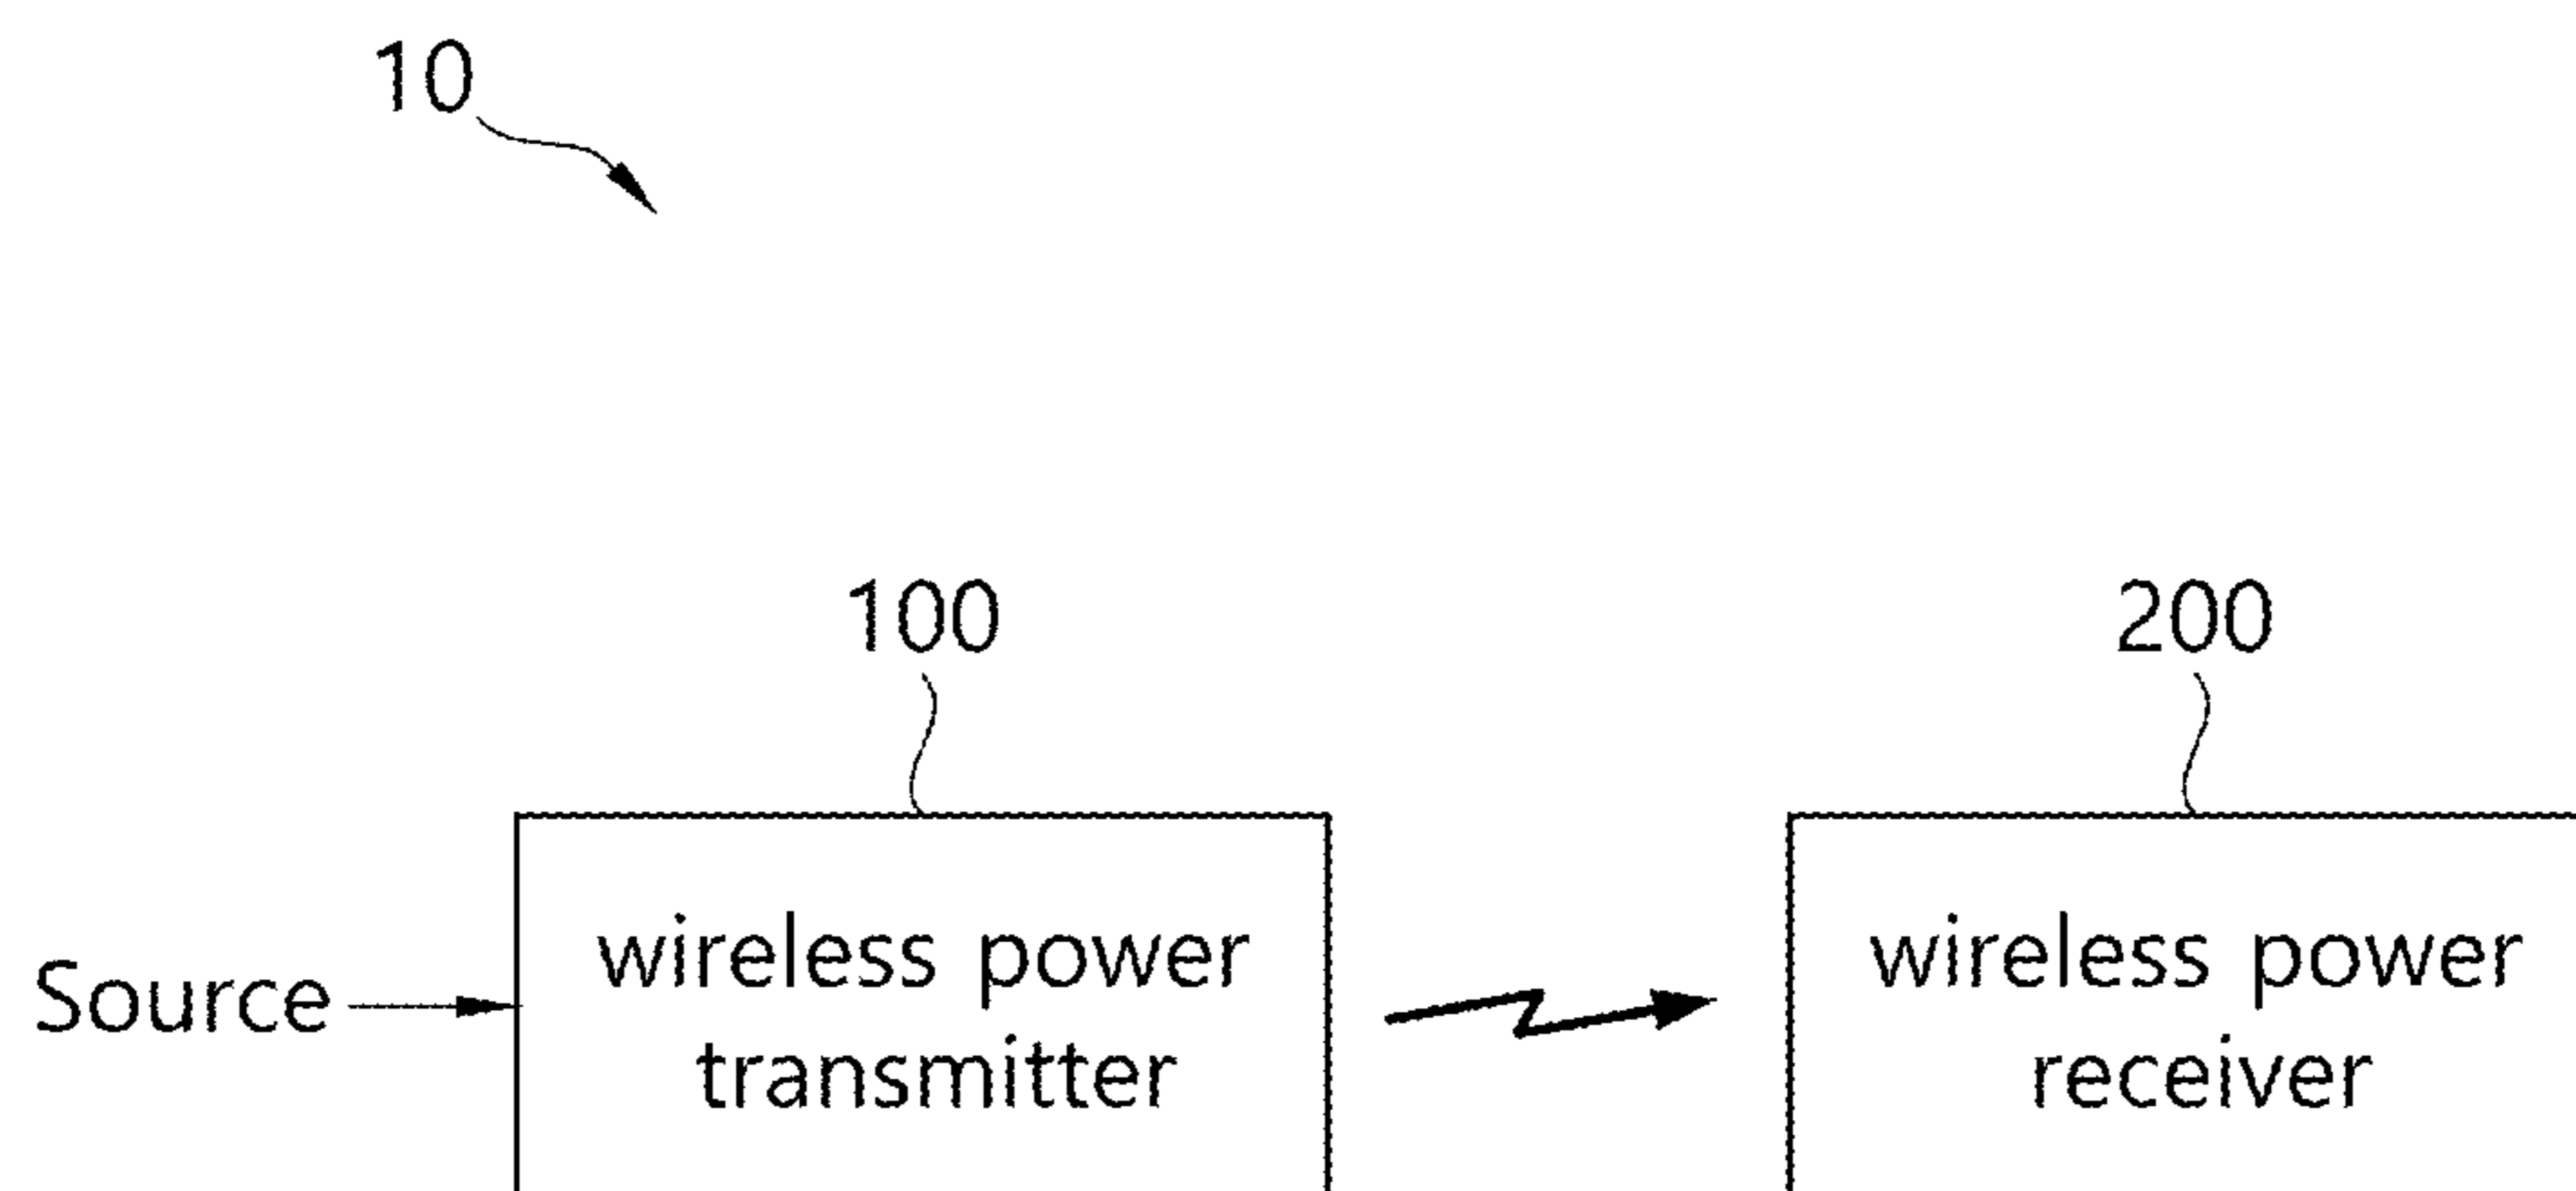 10
100
200
Source
wireless power
transmitter
wireless power
receiver